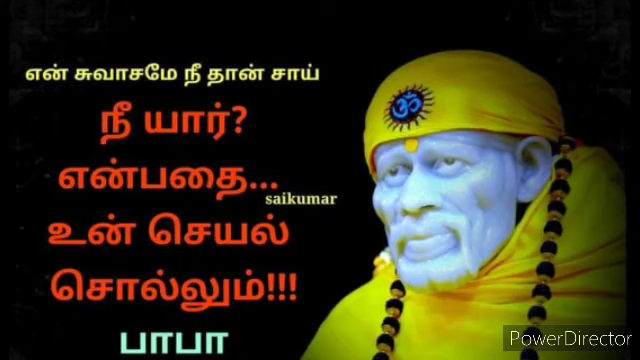 என் சுவாசமே நீ தான் சாய்
நீ யார்?
என்பதை...
saikumar
உன் செயல்
சொல்லும்!!!
பாபா
ॐ
PowerDirector